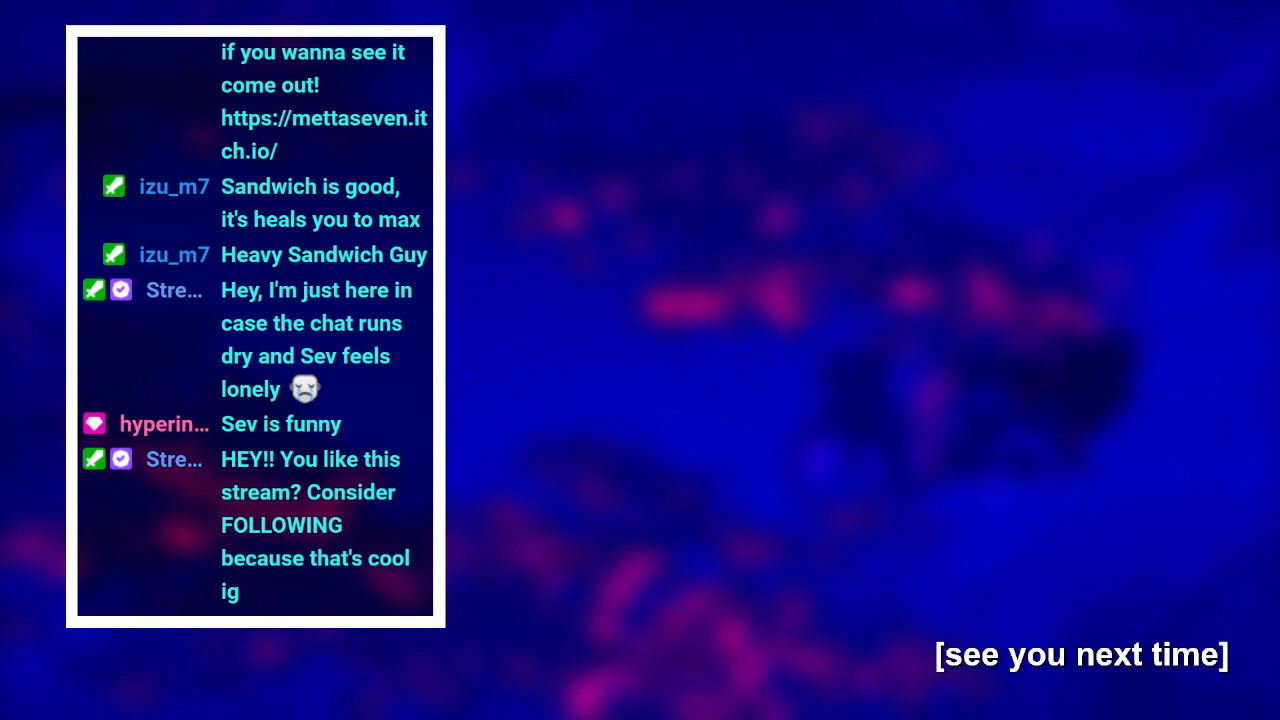 if you wanna see it
come out!
https://mettaseven.it
ch.io/
izu_m7 Sandwich is good,
it's heals you to max
izu_m7 Heavy Sandwich Guy
Stre... Hey, I'm just here in
case the chat runs
dry and Sev feels
lonely
hyperin... Sev is funny
Stre... HEY!! You like this
stream? Consider
FOLLOWING
because that's cool
ig
[see you next time]